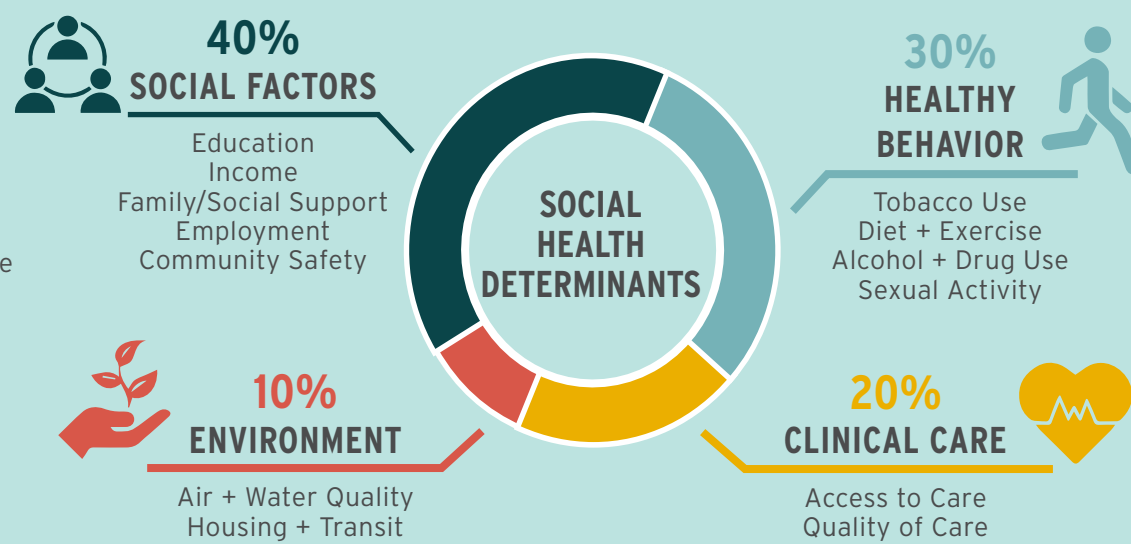 40%
SOCIAL FACTORS
Education
Income
Family/Social Support
Employment
Community Safety
e
30%
HEALTHY
BEHAVIOR
Tobacco Use
Diet + Exercise
Alcohol + Drug Use
Sexual Activity
SOCIAL
HEALTH
DETERMINANTS
10%
ENVIRONMENT
Air + Water Quality
Housing + Transit
20%
CLINICAL CARE
Access to Care
Quality of Care